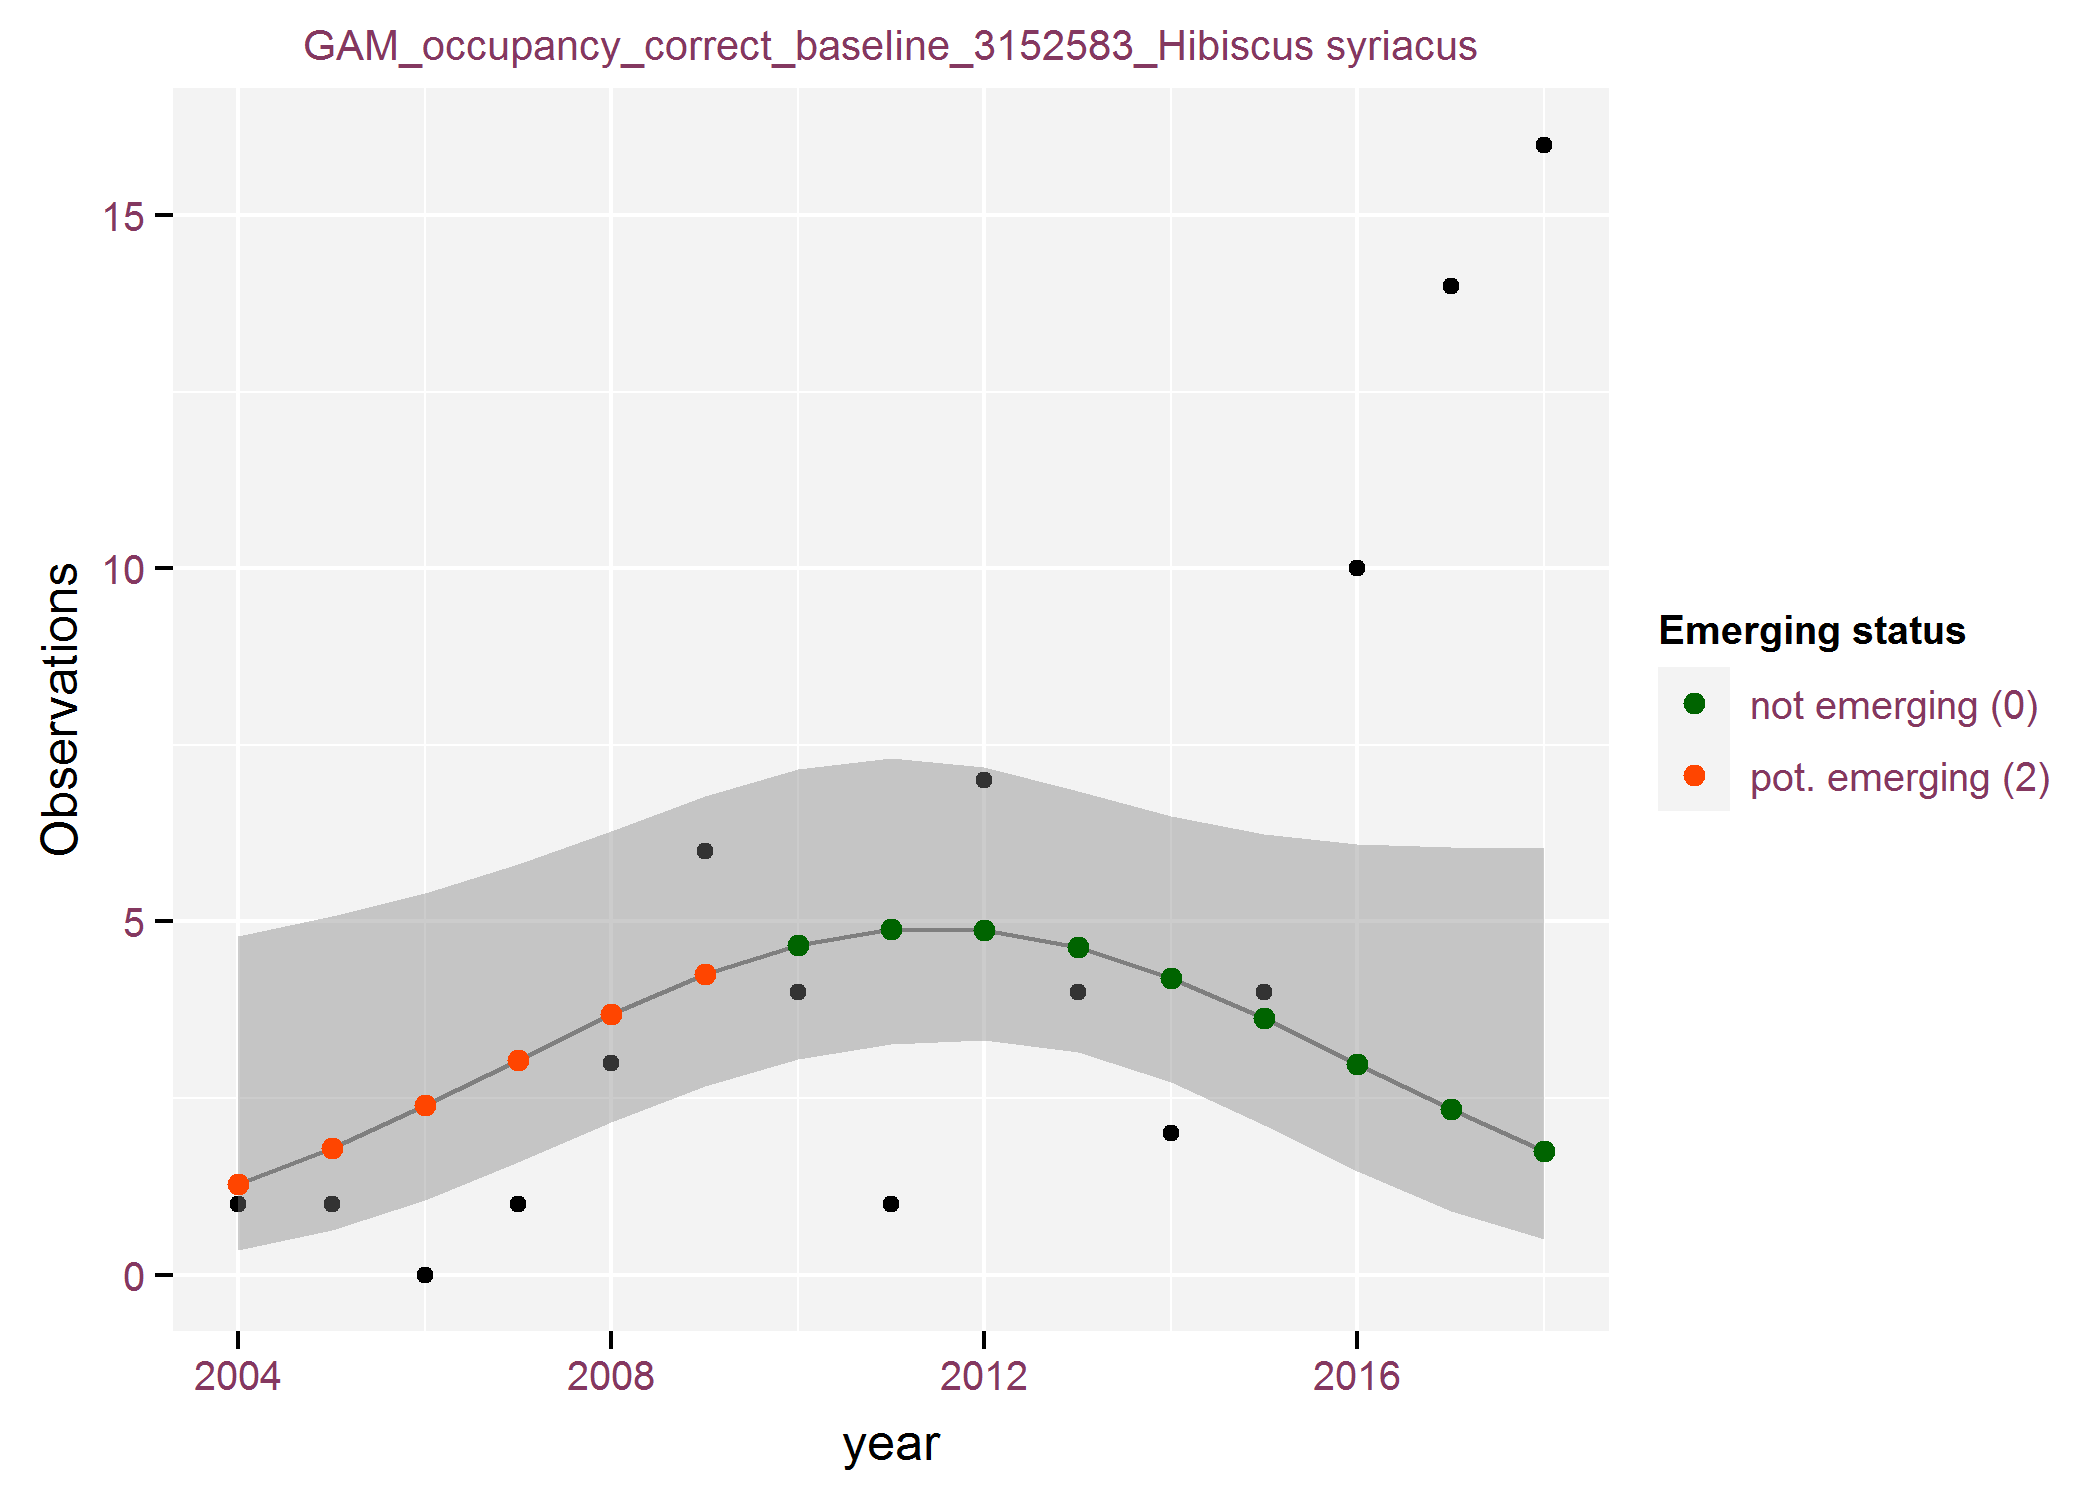 GAM_occupancy_correct_baseline_3152583_Hibiscus syriacus
15
10
5
0
Observations
2004 2008 2012 2016
year
Emerging status
not emerging (0)
pot. emerging (2)